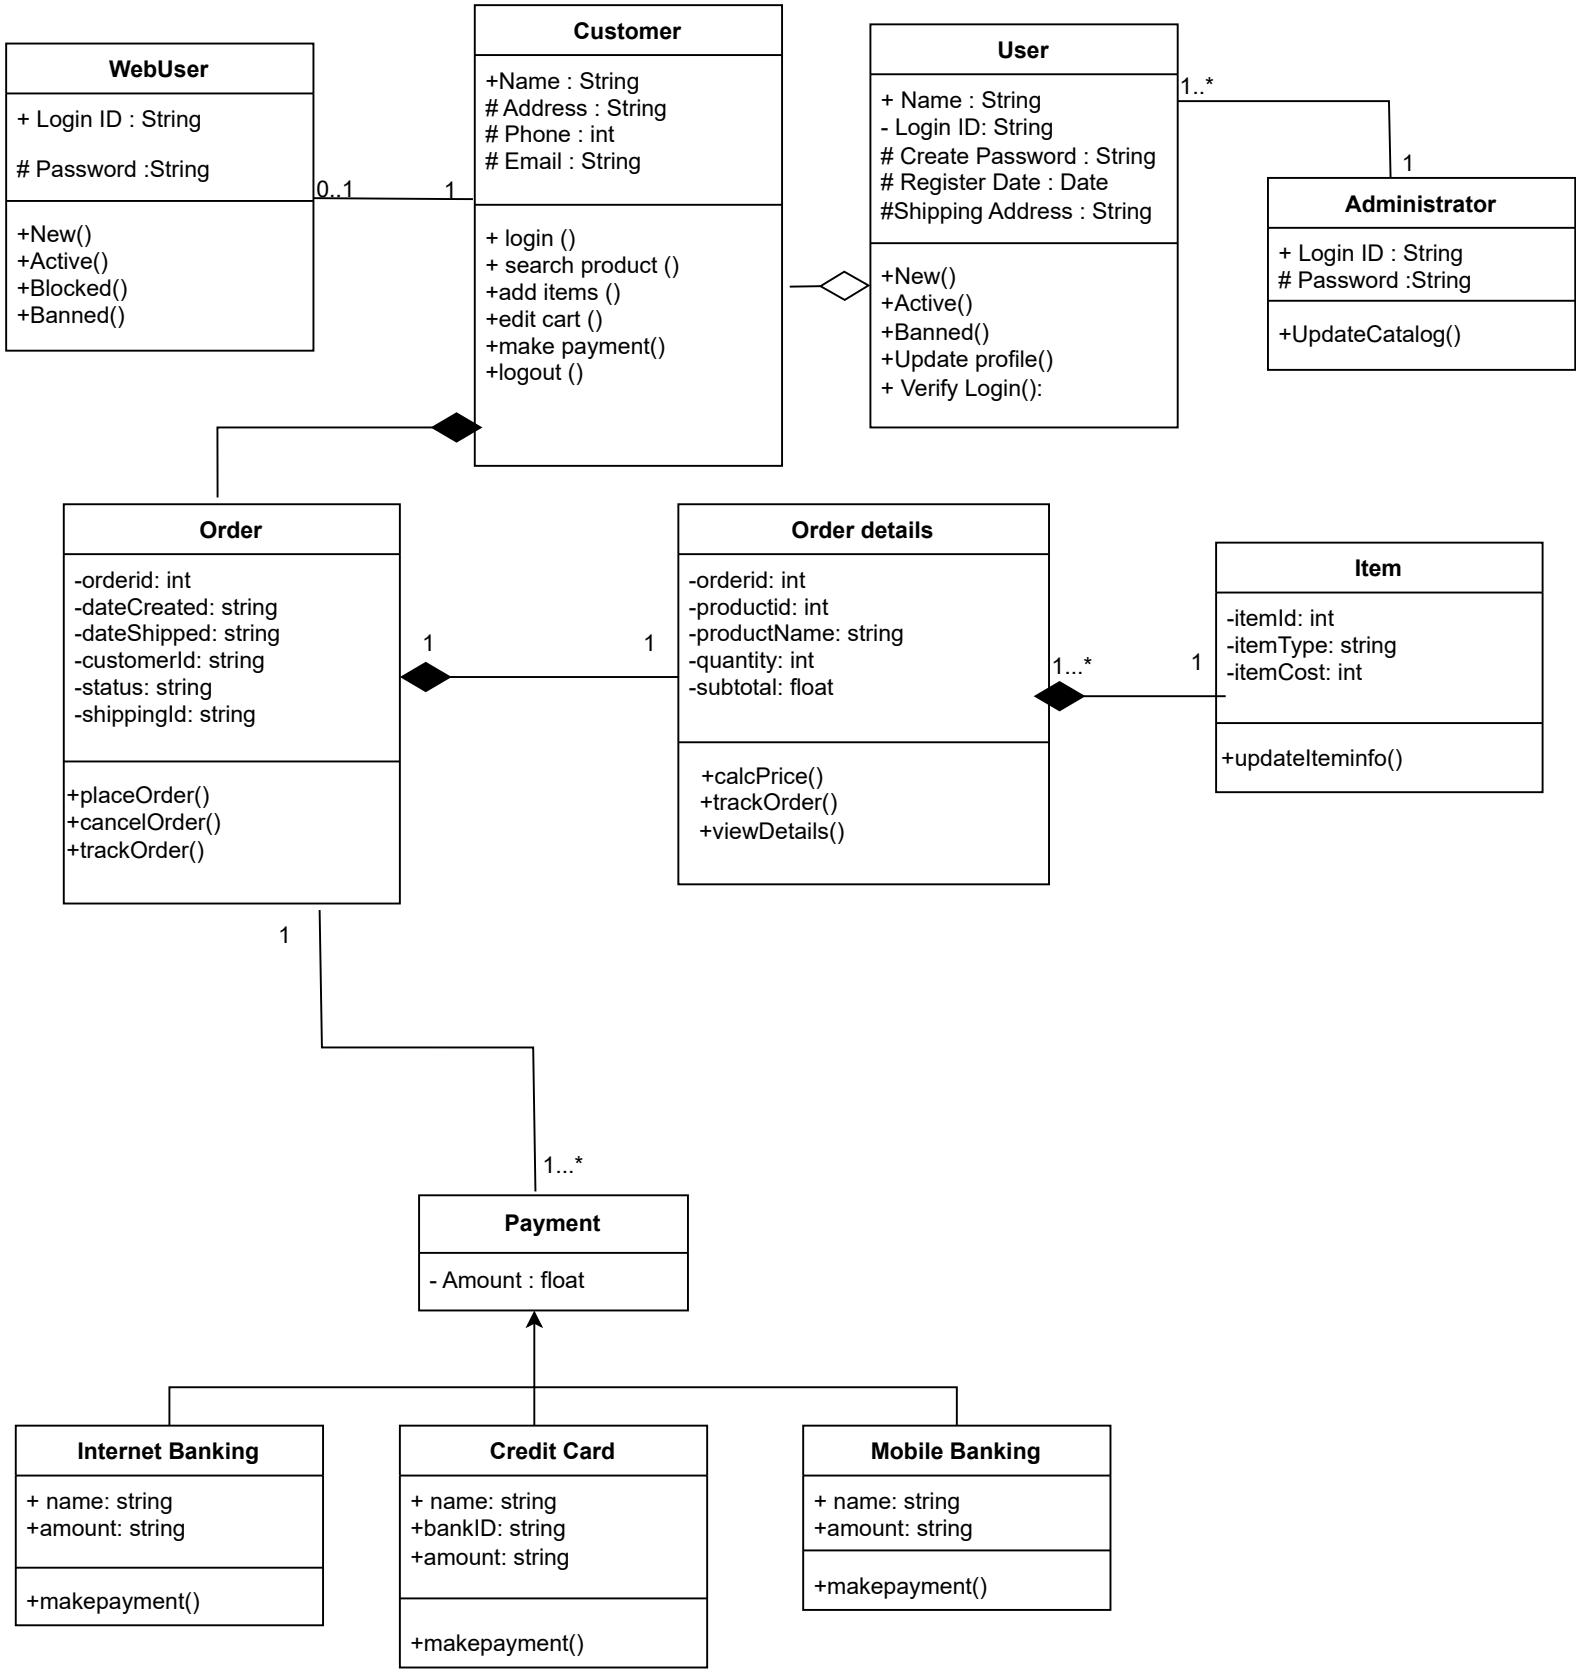 WebUser
+ Login ID : String
# Password :String
+New()
+Active()
+Blocked()
+Banned()
0..1
1
Customer
+Name : String
# Address : String
# Phone : int
# Email : String
+ login ()
+ search product ()
+add items ()
+edit cart ()
+make payment()
+logout ()
User
+ Name : String
- Login ID: String
# Create Password : String
# Register Date : Date
#Shipping Address : String
+New()
+Active()
+Banned()
+Update profile()
+ Verify Login():
1..*
1
Administrator
+ Login ID : String
# Password :String
+UpdateCatalog()
Order
-orderid: int
-dateCreated: string
-dateShipped: string
-customerId: string
-status: string
-shippingId: string
+placeOrder()
+cancelOrder()
+trackOrder()
1
1
Order details
-orderid: int
-productid: int
-productName: string
-quantity: int
-subtotal: float
+calcPrice()
+trackOrder()
+viewDetails()
1...*
1
Item
-itemId: int
-itemType: string
-itemCost: int
+updateIteminfo()
1
1...*
Payment
- Amount : float
Internet Banking
+ name: string
+amount: string
+makepayment()
Credit Card
+ name: string
+bankID: string
+amount: string
+makepayment()
Mobile Banking
+ name: string
+amount: string
+makepayment()